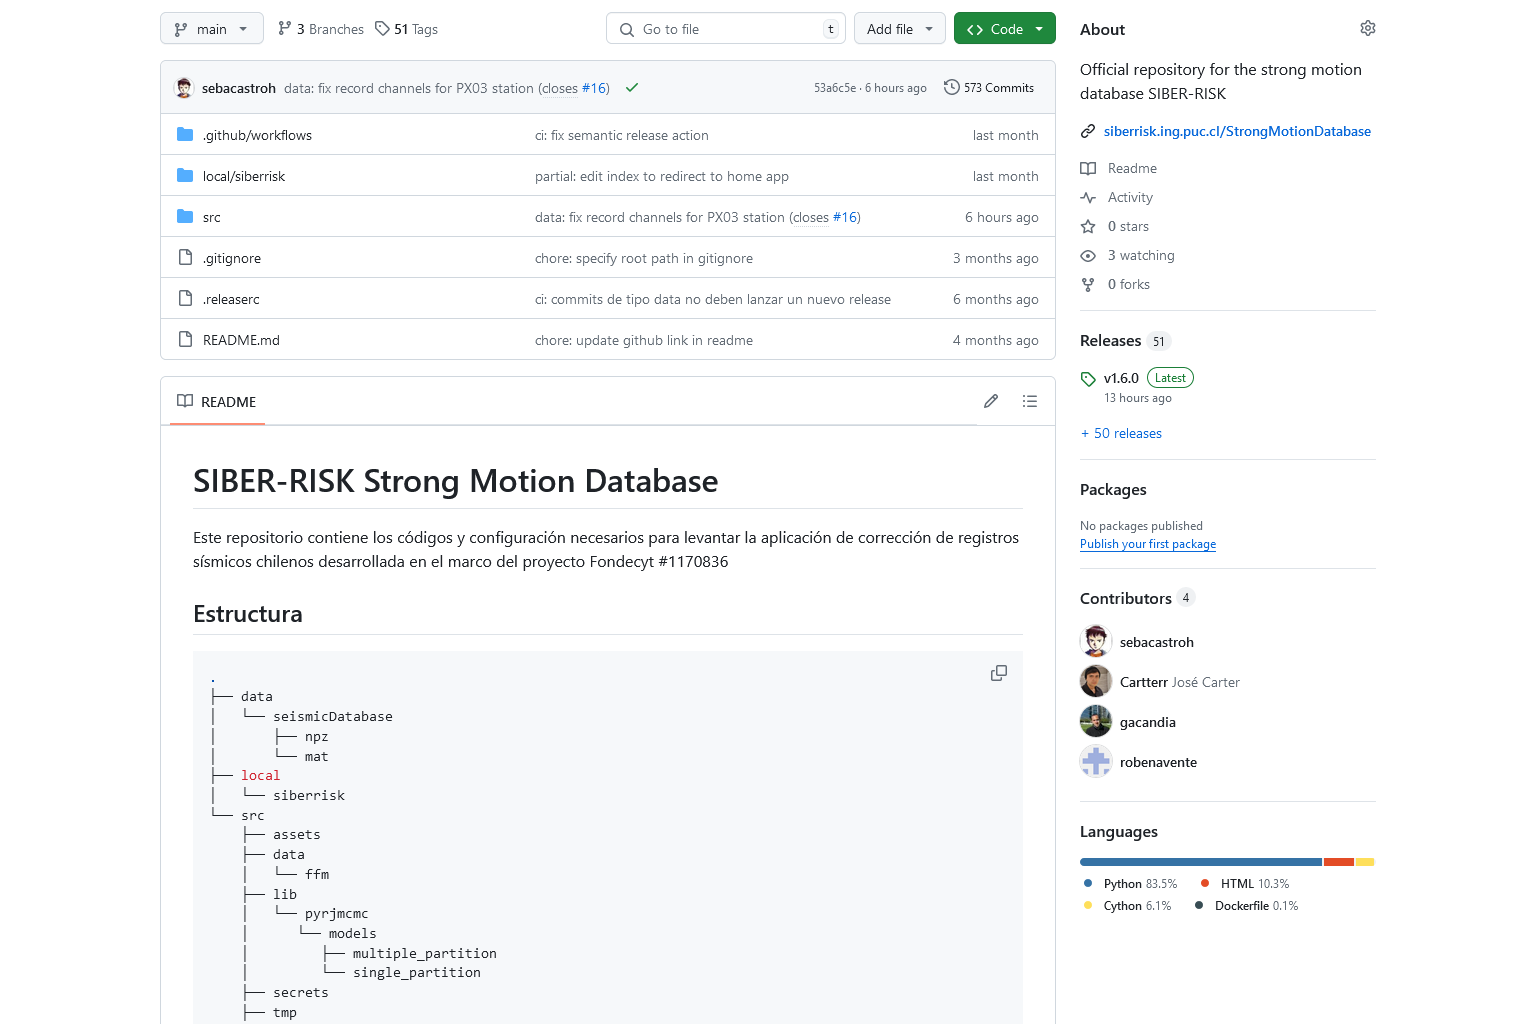 main
3 Branches
51 Tags
Go to file
t
Add file
Code
sebacastroh data: fix record channels for PX03 station (closes #16)
53a6c5e · 6 hours ago
573 Commits
.github/workflows
ci: fix semantic release action
last month
local/siberrisk
partial: edit index to redirect to home app
last month
src
data: fix record channels for PX03 station (closes #16)
6 hours ago
.gitignore
chore: specify root path in gitignore
3 months ago
.releaserc
ci: commits de tipo data no deben lanzar un nuevo release
6 months ago
README.md
chore: update github link in readme
4 months ago
README
SIBER-RISK Strong Motion Database
Este repositorio contiene los códigos y configuración necesarios para levantar la aplicación de corrección de registros
sísmicos chilenos desarrollada en el marco del proyecto Fondecyt #1170836
Estructura
.
├── data
│   └── seismicDatabase
│       ├── npz
│       └── mat
├── local
│   └── siberrisk
└── src
    ├── assets
    ├── data
    │   └── ffm
    ├── lib
    │   └── pyrjmcmc
    │      └── models
    │         ├── multiple_partition
    │         └── single_partition
    ├── secrets
    ├── tmp
About
Official repository for the strong motion
database SIBER-RISK
siberrisk.ing.puc.cl/StrongMotionDatabase
Readme
Activity
0 stars
3 watching
0 forks
Releases 51
v1.6.0 Latest
13 hours ago
+ 50 releases
Packages
No packages published
Publish your first package
Contributors 4
sebacastroh
Cartterr José Carter
gacandia
robenavente
Languages
Python 83.5%
HTML 10.3%
Cython 6.1%
Dockerfile 0.1%